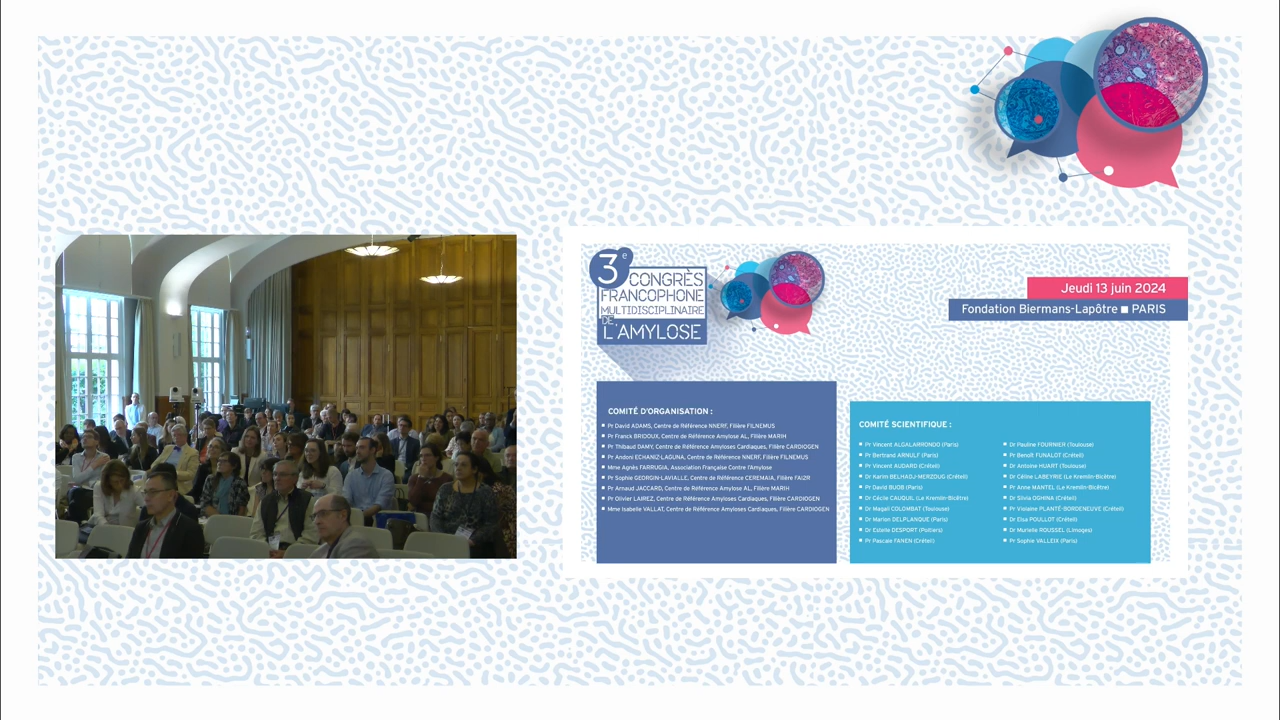 3e
CONGRÈS
FRANCOPHONE
MULTIDISCIPLINAIRE
DE
L'AMYLOSE
Jeudi 13 juin 2024
Fondation Biermans-Lapôtre ■ PARIS
COMITÉ D'ORGANISATION :
■ Pr David ADAMS, Centre de Référence NNERF, Filière FILNEMUS
■ Pr Franck BRIDOUX, Centre de Référence Amylose AL, Filière MARIH
■ Pr Thibaud DAMY, Centre de Référence Amyloses Cardiaques, Filière CARDIOGEN
■ Pr Andoni ECHANIZ-LAGUNA, Centre de Référence NNERF, Filière FILNEMUS
■ Mme Agnès FARRUGIA, Association Française Contre l'Amylose
■ Pr Sophie GEORGIN-LAVIALLE, Centre de Référence CEREMAIA, Filière FAI2R
■ Pr Arnaud JACCARD, Centre de Référence Amylose AL, Filière MARIH
■ Pr Olivier LAIREZ, Centre de Référence Amyloses Cardiaques, Filière CARDIOGEN
■ Mme Isabelle VALLAT, Centre de Référence Amyloses Cardiaques, Filière CARDIOGEN
COMITÉ SCIENTIFIQUE :
■ Pr Vincent ALGALARRONDO (Paris)
■ Pr Bertrand ARNULF (Paris)
■ Pr Vincent AUDARD (Créteil)
■ Dr Karim BELHADJ-MERZOUG (Créteil)
■ Pr David BUOB (Paris)
■ Dr Cécile CAUQUIL (Le Kremlin-Bicêtre)
■ Dr Magali COLOMBAT (Toulouse)
■ Dr Marion DELPLANQUE (Paris)
■ Dr Estelle DESPORT (Poitiers)
■ Pr Pascale FANEN (Créteil)
■ Dr Pauline FOURNIER (Toulouse)
■ Pr Benoît FUNALOT (Créteil)
■ Dr Antoine HUART (Toulouse)
■ Dr Céline LABEYRIE (Le Kremlin-Bicêtre)
■ Pr Anne MANTEL (Le Kremlin-Bicêtre)
■ Dr Silvia OGHINA (Créteil)
■ Pr Violaine PLANTÉ-BORDENEUVE (Créteil)
■ Dr Elsa POULLOT (Créteil)
■ Dr Murielle ROUSSEL (Limoges)
■ Pr Sophie VALLEIX (Paris)